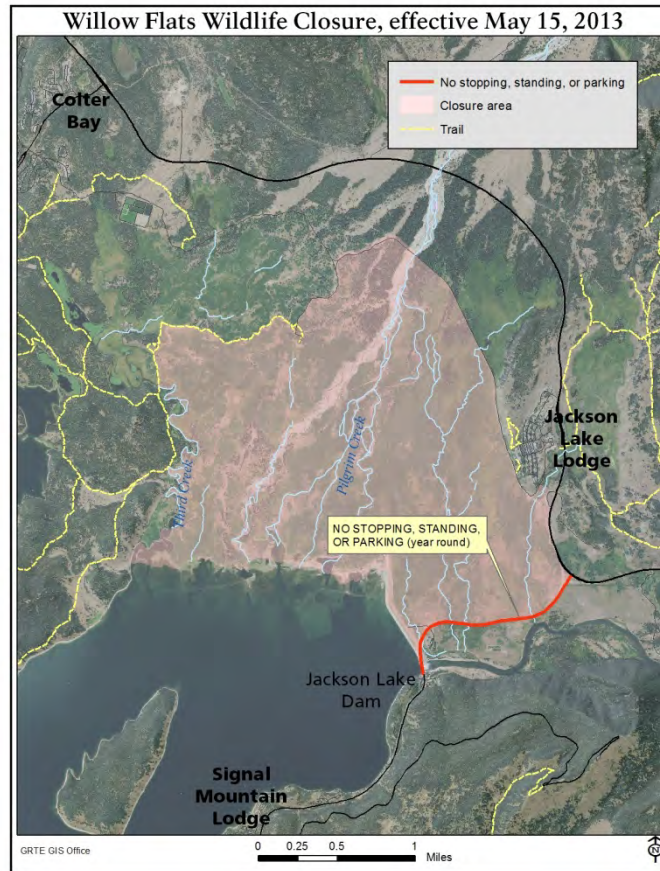 Willow Flats Wildlife Closure, effective May 15, 2013
No stopping, standing, or parking
Closure area
Trail
Colter
Bay
Jackson
Lake
Lodge
Third Creek
Pilgrim Creek
NO STOPPING, STANDING,
OR PARKING (year round)
Jackson Lake
Dam
Signal
Mountain
Lodge
GRTE GIS Office
0 0.25 0.5 1
Miles
N